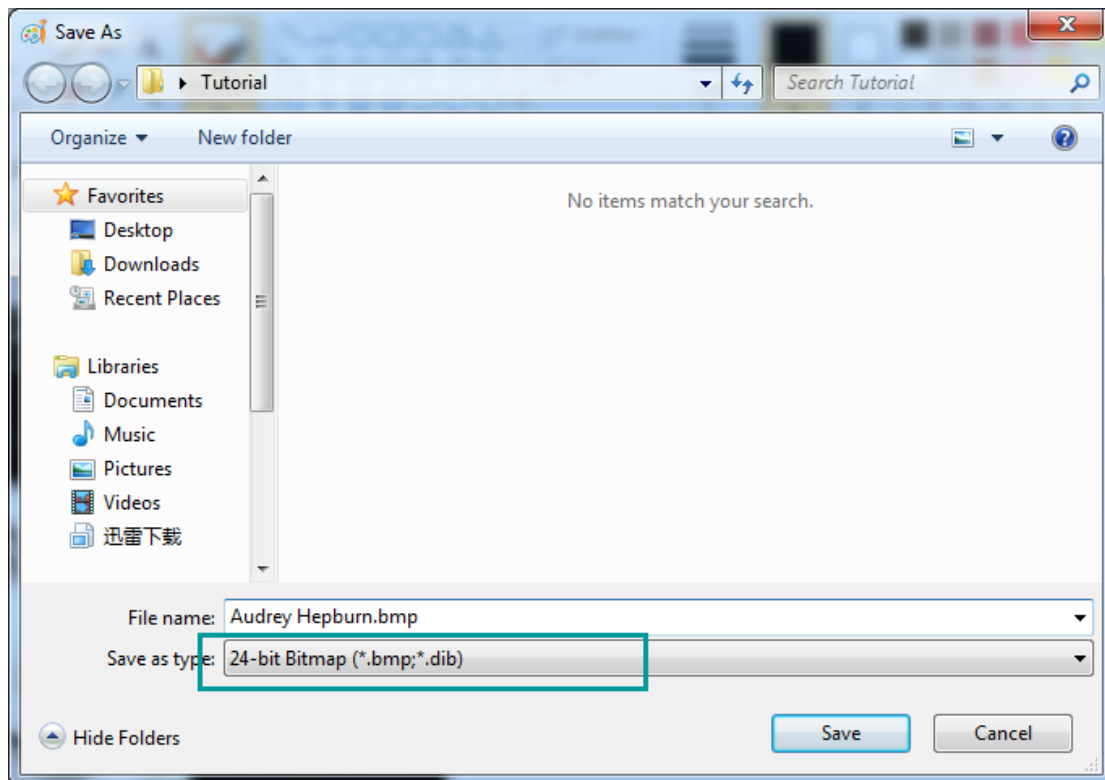 Save As
Tutorial
Search Tutorial
Organize
New folder
Favorites
Desktop
Downloads
Recent Places
Libraries
Documents
Music
Pictures
Videos
迅雷下载
No items match your search.
File name: Audrey Hepburn.bmp
Save as type: 24-bit Bitmap (*.bmp;*.dib)
Hide Folders
Save
Cancel